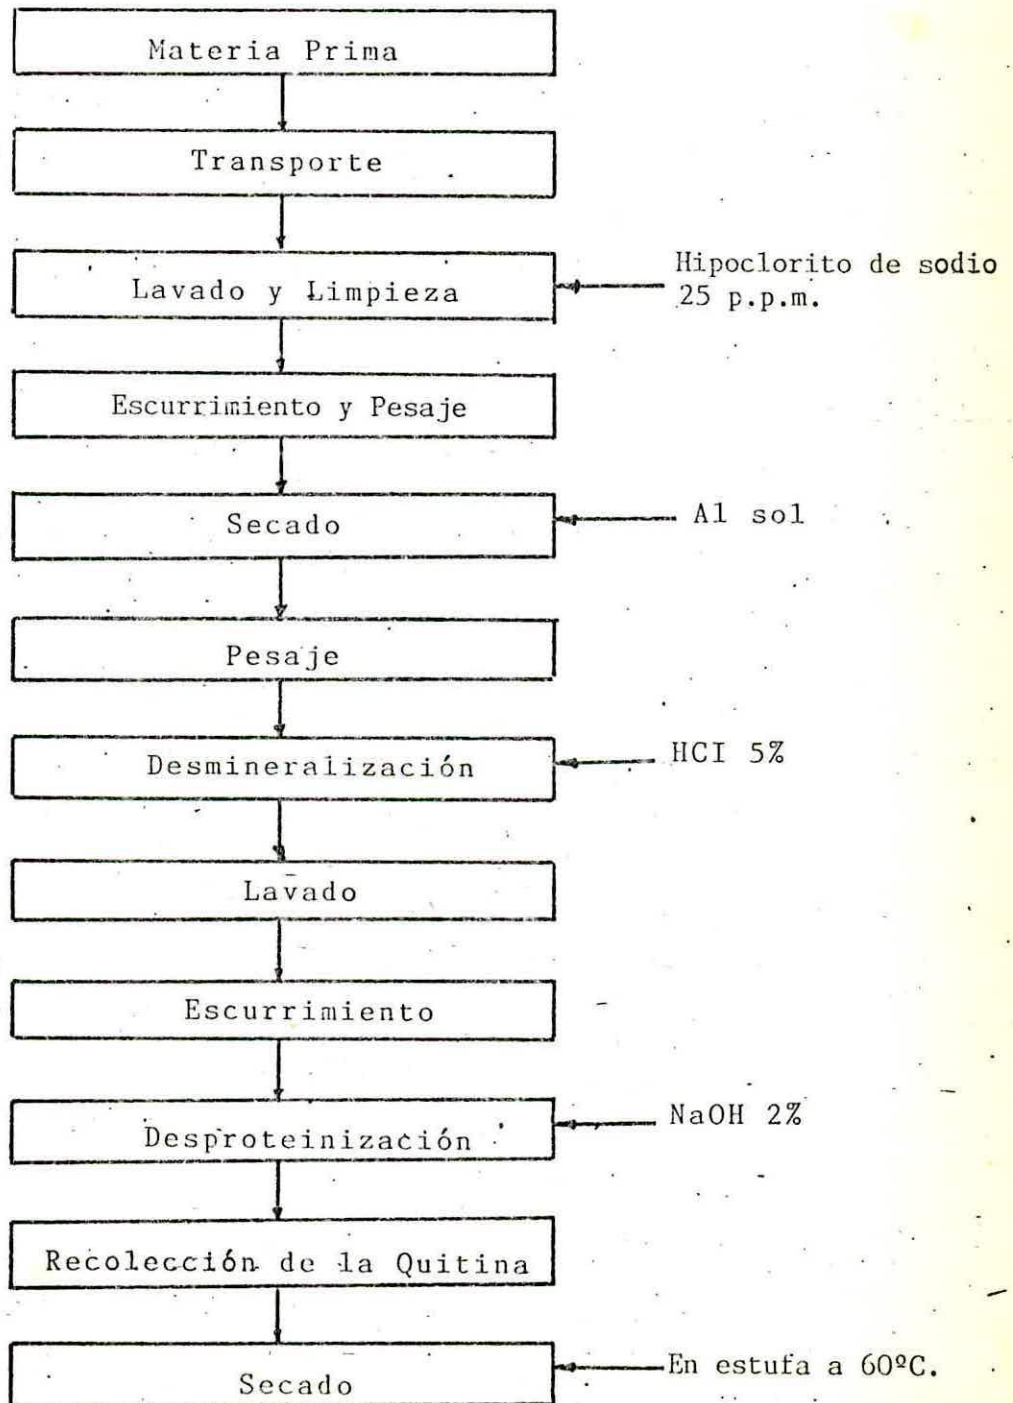 Materia Prima
Transporte
Lavado y Limpieza
Hipoclorito de sodio
25 p.p.m.
Escurrimiento y Pesaje
Secado
Al sol
Pesaje
Desmineralización
HCI 5%
Lavado
Escurrimiento
Desproteinización
NaOH 2%
Recolección de la Quitina
Secado
En estufa a 60ºC.